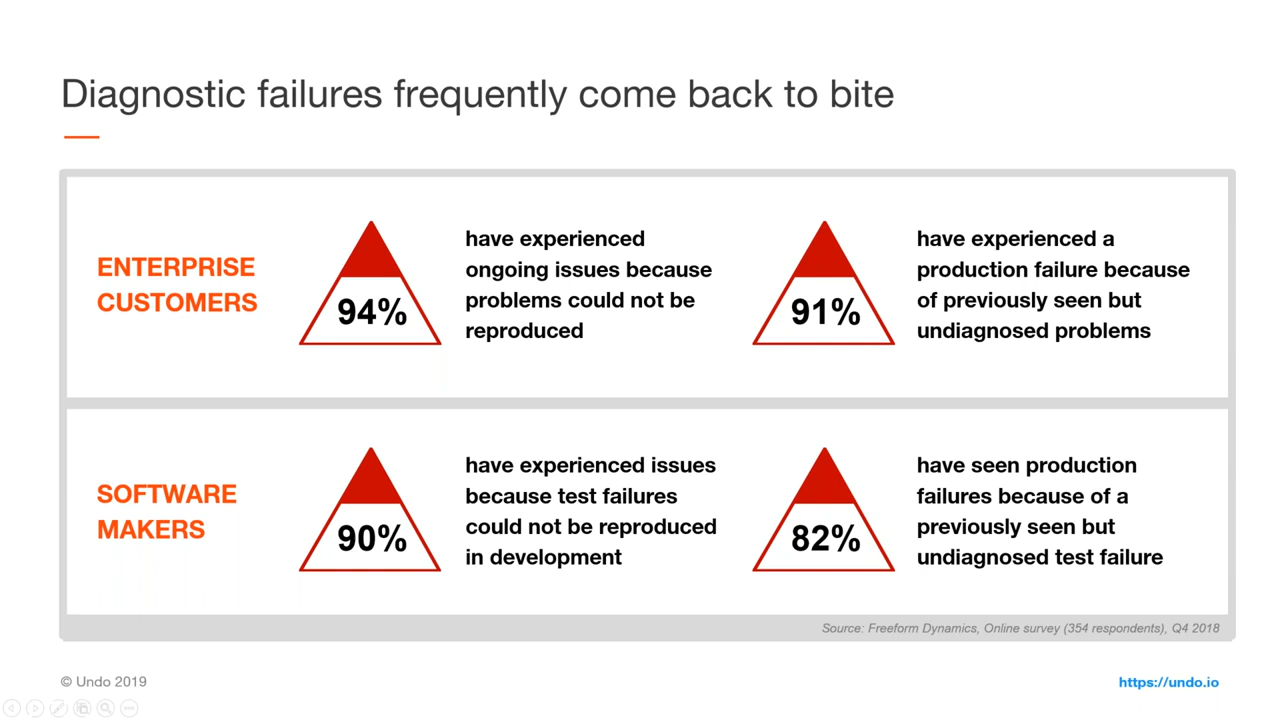 Diagnostic failures frequently come back to bite
ENTERPRISE
CUSTOMERS
94%
have experienced
ongoing issues because
problems could not be
reproduced
91%
have experienced a
production failure because
of previously seen but
undiagnosed problems
SOFTWARE
MAKERS
90%
have experienced issues
because test failures
could not be reproduced
in development
82%
have seen production
failures because of a
previously seen but
undiagnosed test failure
Source: Freeform Dynamics, Online survey (354 respondents), Q4 2018
© Undo 2019
https://undo.io